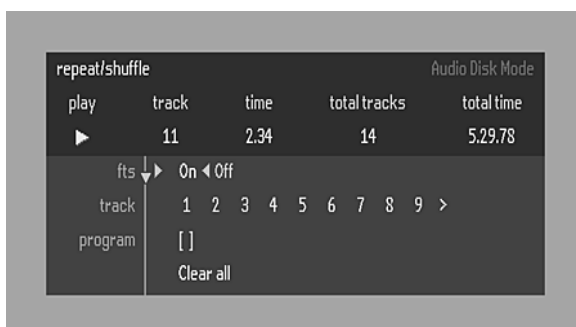 repeat/shuffle Audio Disk Mode
play track time total tracks total time
11 2.34 14 5.29.78
fts On Off
track 1 2 3 4 5 6 7 8 9 >
program [ ]
Clear all